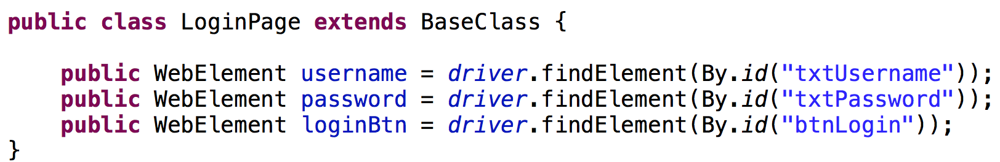 public class LoginPage extends BaseClass {
public WebElement username = driver.findElement(By.id("txtUsername"));
public WebElement password = driver.findElement(By.id("txtPassword"));
public WebElement loginBtn = driver.findElement(By.id("btnLogin"));
}